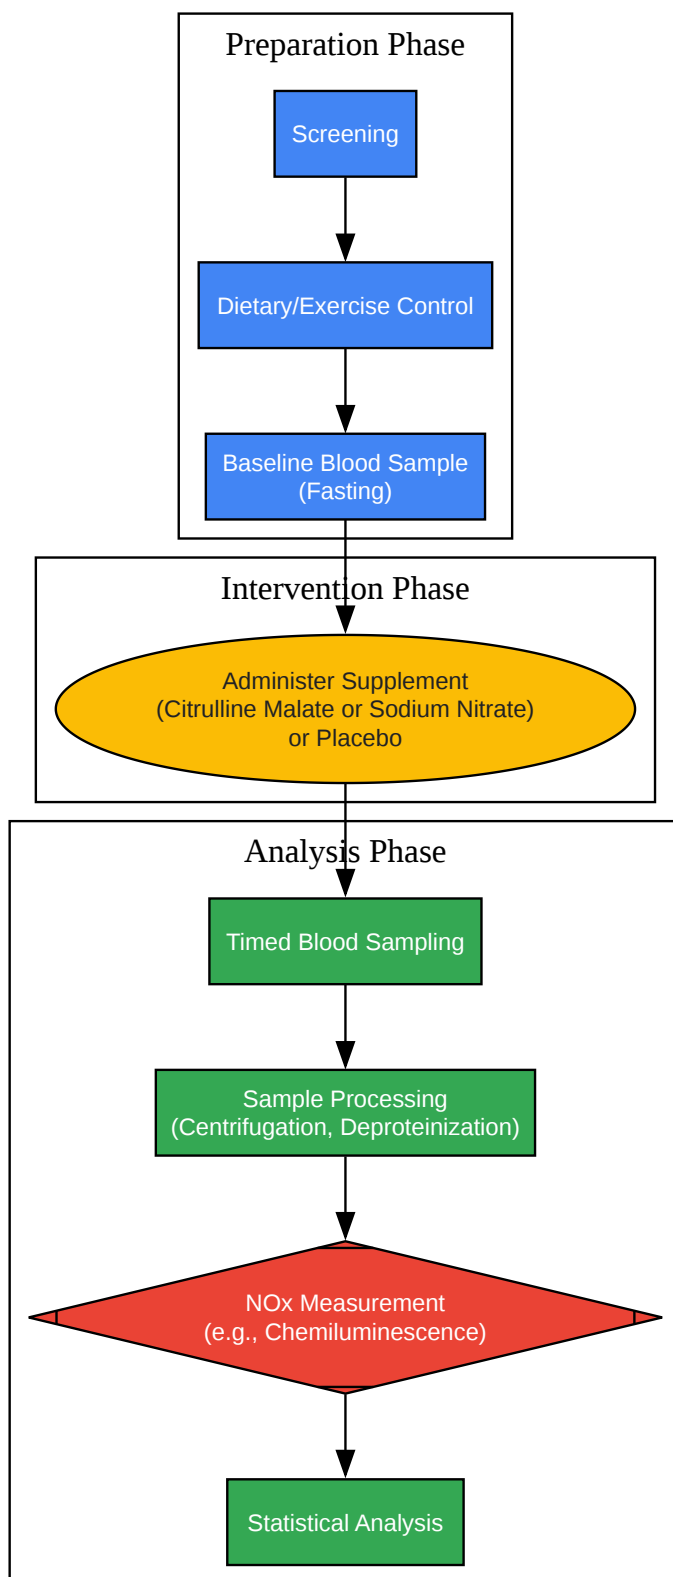 Preparation Phase
Screening
Dietary/Exercise Control
Baseline Blood Sample
(Fasting)
Intervention Phase
Administer Supplement
(Citrulline Malate or Sodium Nitrate)
or Placebo
Analysis Phase
Timed Blood Sampling
Sample Processing
(Centrifugation, Deproteinization)
NOx Measurement
(e.g., Chemiluminescence)
Statistical Analysis